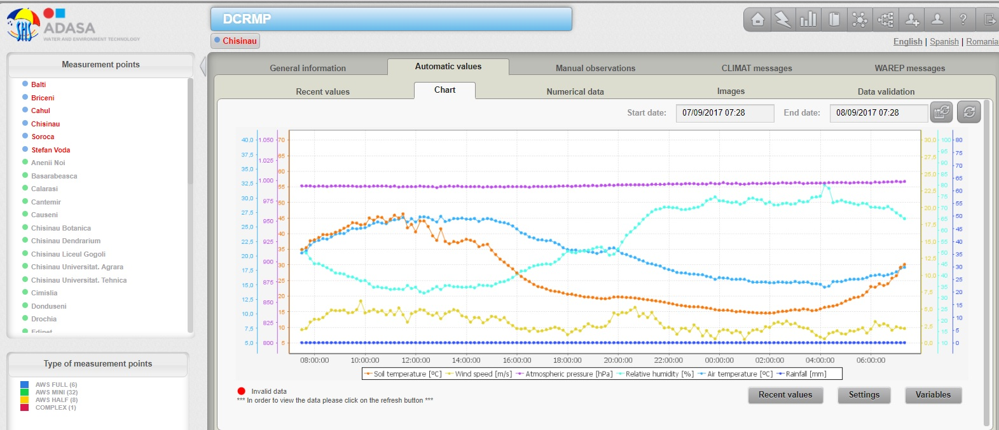 ADASA
WATER AND ENVIRONMENT TECHNOLOGY
DCRMP
Chisinau
English | Spanish | Romania
Measurement points
Balti
Briceni
Cahul
Chisinau
Soroca
Stefan Voda
Anenii Noi
Basarabeasca
Calarasi
Cantemir
Causeni
Chisinau Botanica
Chisinau Dendrarium
Chisinau Liceul Gogoli
Chisinau Universitat. Agrara
Chisinau Universitat. Tehnica
Cimislia
Donduseni
Drochia
Edinet
Type of measurement points
AWS FULL (6)
AWS MINI (32)
AWS HALF (8)
COMPLEX (1)
General information Automatic values Manual observations CLIMAT messages WAREP messages
Recent values Chart Numerical data Images Data validation
Start date: 07/09/2017 07:28 End date: 08/09/2017 07:28
40,0 1.050 70 30,0 100 80
37,5 1.025 65 27,5 95 75
35,0 1.000 60 25,0 90 70
32,5 975 55 22,5 85 65
30,0 950 50 20,0 80 60
27,5 925 45 17,5 75 55
25,0 900 40 15,0 70 50
22,5 875 35 12,5 65 45
20,0 850 30 10,0 60 40
17,5 825 25 7,5 55 35
15,0 800 20 5,0 50 30
12,5 15 2,5 45 25
10,0 10 0,0 40 20
7,5 5 35 15
5,0 30 10
25 5
20 0
15
10
08:00:00 10:00:00 12:00:00 14:00:00 16:00:00 18:00:00 20:00:00 22:00:00 00:00:00 02:00:00 04:00:00 06:00:00
Soil temperature [ºC] Wind speed [m/s] Atmospheric pressure [hPa] Relative humidity [%] Air temperature [ºC] Rainfall [mm]
Invalid data
*** In order to view the data please click on the refresh button ***
Recent values Settings Variables